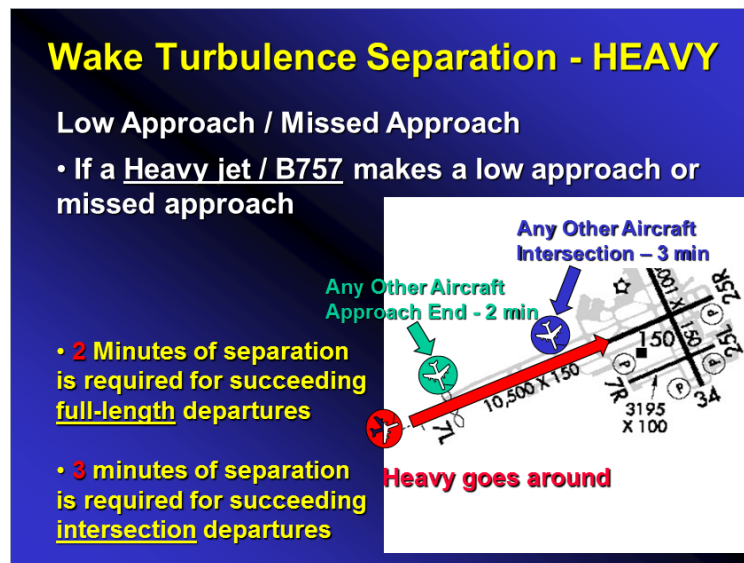 Wake Turbulence Separation - HEAVY
Low Approach / Missed Approach
• If a Heavy jet / B757 makes a low approach or
missed approach
Any Other Aircraft
Intersection – 3 min
Any Other Aircraft
Approach End - 2 min
• 2 Minutes of separation
is required for succeeding
full-length departures
• 3 minutes of separation
is required for succeeding
intersection departures
25R
25L
150
150
P
P
P
P
10,500 X 150
7L
7R
34
3195
X 100
Heavy goes around